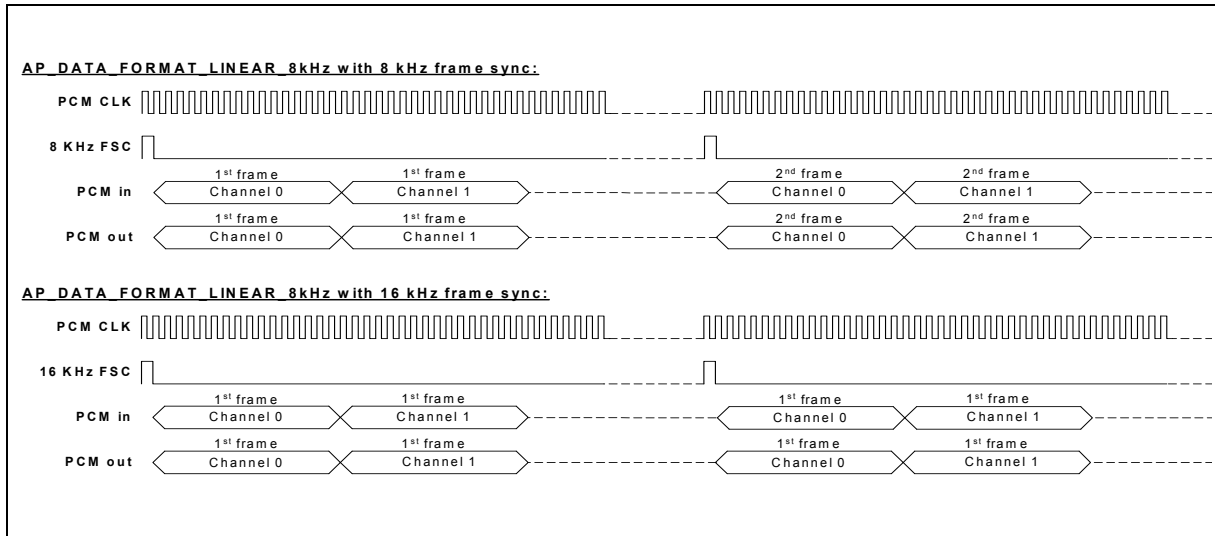 AP_DATA_FORMAT_LINEAR_8kHz with 8 kHz frame sync:
PCM CLK
8 KHz FSC
1st frame 1st frame 2nd frame 2nd frame
PCM in Channel 0 Channel 1 Channel 0 Channel 1
1st frame 1st frame 2nd frame 2nd frame
PCM out Channel 0 Channel 1 Channel 0 Channel 1
AP_DATA_FORMAT_LINEAR_8kHz with 16 kHz frame sync:
PCM CLK
16 KHz FSC
1st frame 1st frame 1st frame 1st frame
PCM in Channel 0 Channel 1 Channel 0 Channel 1
1st frame 1st frame 1st frame 1st frame
PCM out Channel 0 Channel 1 Channel 0 Channel 1